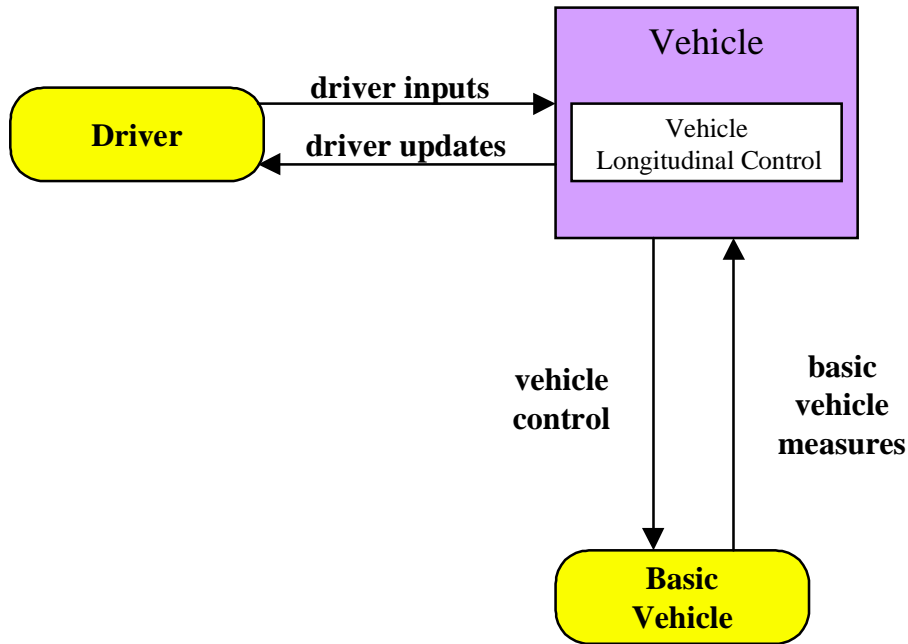 Vehicle
driver inputs
Driver
Vehicle
Longitudinal Control
driver updates
vehicle
control
basic
vehicle
measures
Basic
Vehicle